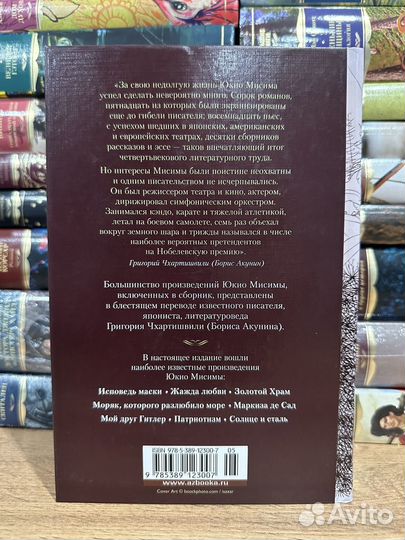 «За свою недолгую жизнь Юкио Мисима
успел сделать невероятно много. Сорок романов,
пятнадцать из которых были экранизированы
еще до гибели писателя; восемнадцать пьес,
с успехом шедших в японских, американских
и европейских театрах, десятки сборников
рассказов и эссе — таков впечатляющий итог
четвертьвекового литературного труда.
Но интересы Мисимы были поистине неохватны
и одним писательством не исчерпывались.
Он был режиссером театра и кино, актером,
дирижировал симфоническим оркестром.
Занимался кэндо, карате и тяжелой атлетикой,
летал на боевом самолете, семь раз объехал
вокруг земного шара и трижды назывался в числе
наиболее вероятных претендентов
на Нобелевскую премию».
Григорий Чхартишвили (Борис Акунин)
Большинство произведений Юкио Мисимы,
включенных в сборник, представлены
в блестящем переводе известного писателя,
япониста, литературоведа
Григория Чхартишвили (Бориса Акунина).
В настоящее издание вошли
наиболее известные произведения
Юкио Мисимы:
Исповедь маски • Жажда любви • Золотой Храм
Моряк, которого разлюбило море • Маркиза де Сад
Мой друг Гитлер • Патриотизм • Солнце и сталь
ISBN 978-5-389-12300-7
05
9 785389 123007
www.azbooka.ru
Cover Art © Istockphoto.com /
Avito